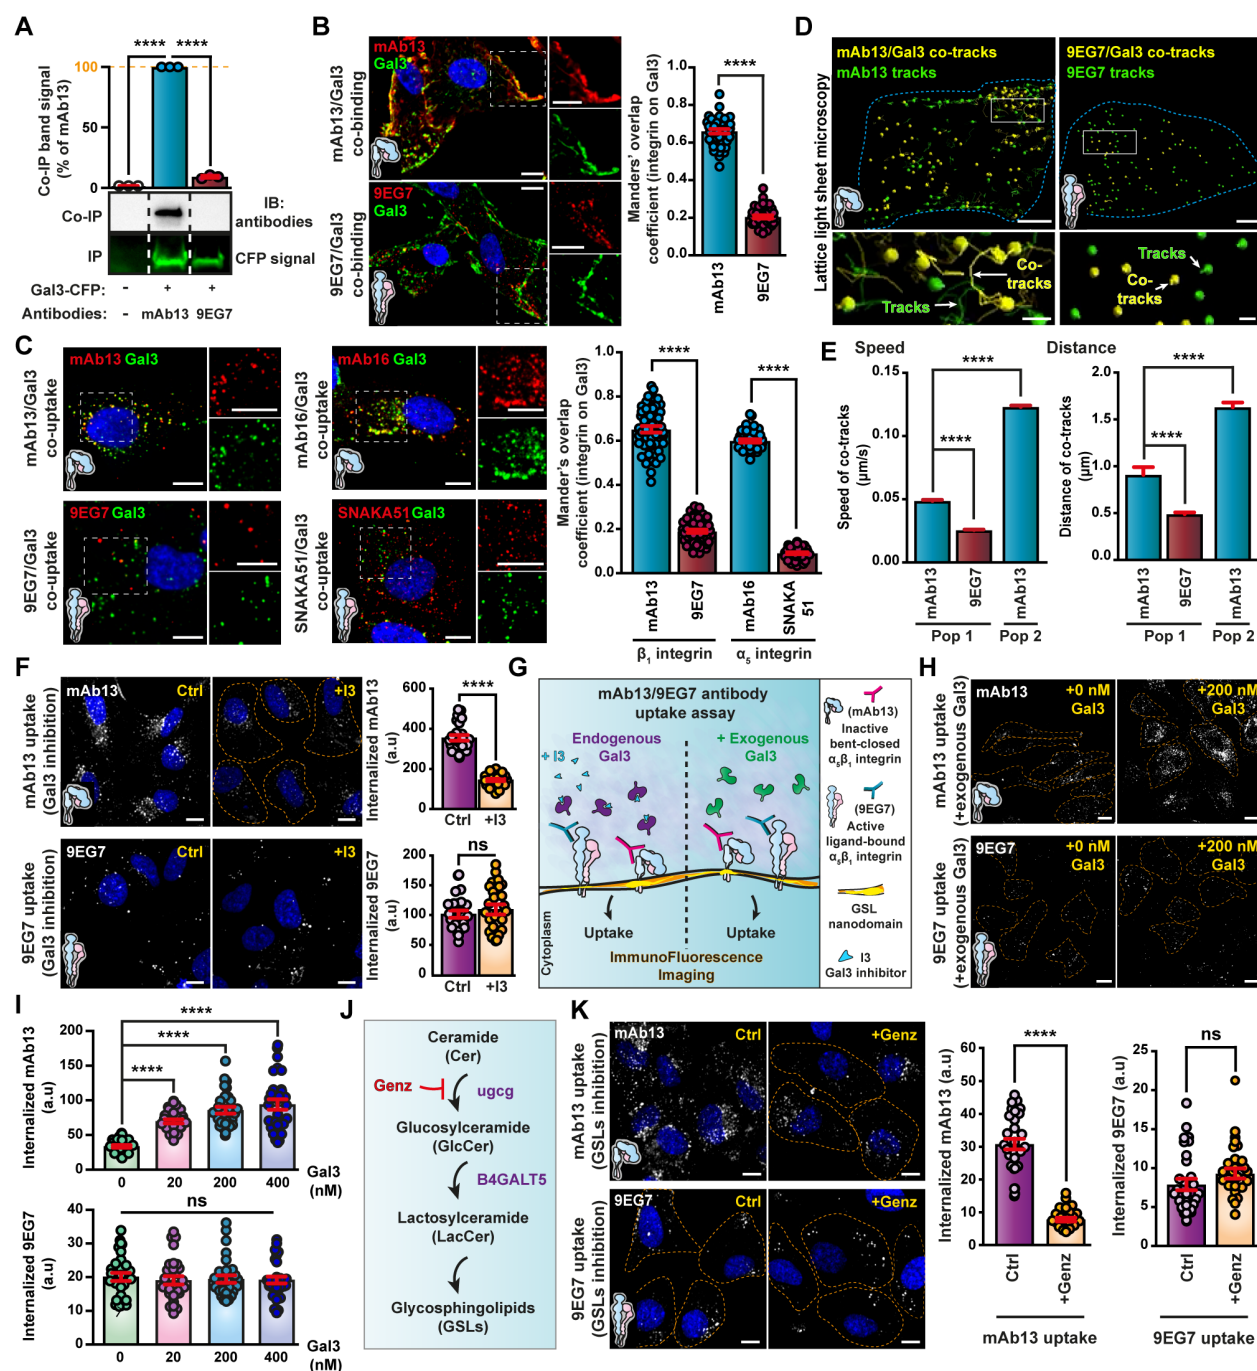 A
**** ****
100
50
0
Co-IP band signal
(% of mAb13)
Co-IP
IB:
antibodies
IP
CFP signal
Gal3-CFP: - + +
Antibodies: - mAb13 9EG7
B
mAb13/Gal3
co-binding
mAb13
Gal3
9EG7/Gal3
co-binding
9EG7
Gal3
Manders' overlap
coefficient (integrin on Gal3)
****
1.0
0.8
0.6
0.4
0.2
0.0
mAb13
9EG7
C
mAb13/Gal3
co-uptake
mAb13 Gal3
mAb16/Gal3
co-uptake
mAb16 Gal3
9EG7/Gal3
co-uptake
9EG7 Gal3
SNAKA51/Gal3
co-uptake
SNAKA51 Gal3
Mander's overlap
coefficient (integrin on Gal3)
1.0
0.8
0.6
0.4
0.2
0.0
**** ****
mAb13
9EG7
mAb16
SNAKA
51
β1 integrin
α5 integrin
D
Lattice light sheet microscopy
mAb13/Gal3 co-tracks
mAb13 tracks
9EG7/Gal3 co-tracks
9EG7 tracks
Co-
tracks
Tracks
Tracks
Co-
tracks
E
Speed
Speed of co-tracks
(μm/s)
0.15
0.10
0.05
0.00
****
****
mAb13
9EG7
mAb13
Pop 1
Pop 2
Distance
Distance of co-tracks
(μm)
2.0
1.5
1.0
0.5
0.0
****
****
mAb13
9EG7
mAb13
Pop 1
Pop 2
F
mAb13 uptake
(Gal3 inhibition)
mAb13
Ctrl
+I3
9EG7 uptake
(Gal3 inhibition)
9EG7
Ctrl
+I3
Internalized mAb13
(a.u)
600
400
200
0
****
Ctrl +I3
Internalized 9EG7
(a.u)
200
150
100
50
0
ns
Ctrl +I3
G
mAb13/9EG7 antibody
uptake assay
Endogenous
Gal3
+ I3
+ Exogenous
Gal3
Cytoplasm
Uptake
Uptake
ImmunoFluorescence
Imaging
(mAb13)
Inactive
bent-closed
α5β1 integrin
(9EG7)
Active
ligand-bound
α5β1 integrin
GSL
nanodomain
I3
Gal3 inhibitor
H
mAb13 uptake
(+exogenous Gal3)
mAb13
+0 nM
Gal3
+200 nM
Gal3
9EG7 uptake
(+exogenous Gal3)
9EG7
+0 nM
Gal3
+200 nM
Gal3
I
Internalized mAb13
(a.u)
200
150
100
50
0
****
****
****
0 20 200 400
Gal3
(nM)
Internalized 9EG7
(a.u)
40
30
20
10
0
ns
0 20 200 400
Gal3
(nM)
J
Ceramide
(Cer)
Genz
ugcg
Glucosylceramide
(GlcCer)
B4GALT5
Lactosylceramide
(LacCer)
Glycosphingolipids
(GSLs)
K
mAb13 uptake
(GSLs inhibition)
mAb13
Ctrl
+Genz
9EG7 uptake
(GSLs inhibition)
9EG7
Ctrl
+Genz
Internalized mAb13 (a.u)
60
50
40
30
20
10
0
****
Ctrl
+Genz
mAb13 uptake
Internalized 9EG7 (a.u)
25
20
15
10
5
0
ns
Ctrl
+Genz
9EG7 uptake